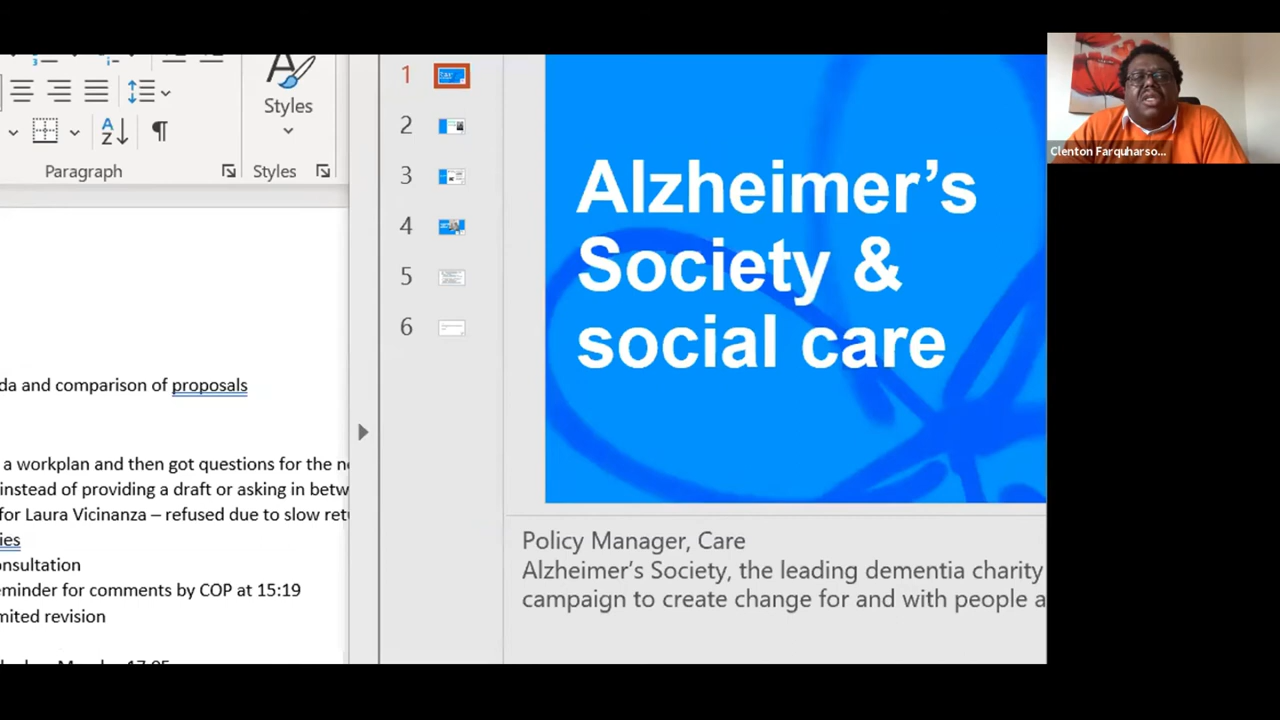 Styles
Paragraph
Styles
da and comparison of proposals
a workplan and then got questions for the n
instead of providing a draft or asking in betw
for Laura Vicinanza – refused due to slow retu
ies
onsultation
eminder for comments by COP at 15:19
mited revision
1
2
3
4
5
6
Alzheimer’s
Society &
social care
Policy Manager, Care
Alzheimer’s Society, the leading dementia charity
campaign to create change for and with people a
Clenton Farquharso...